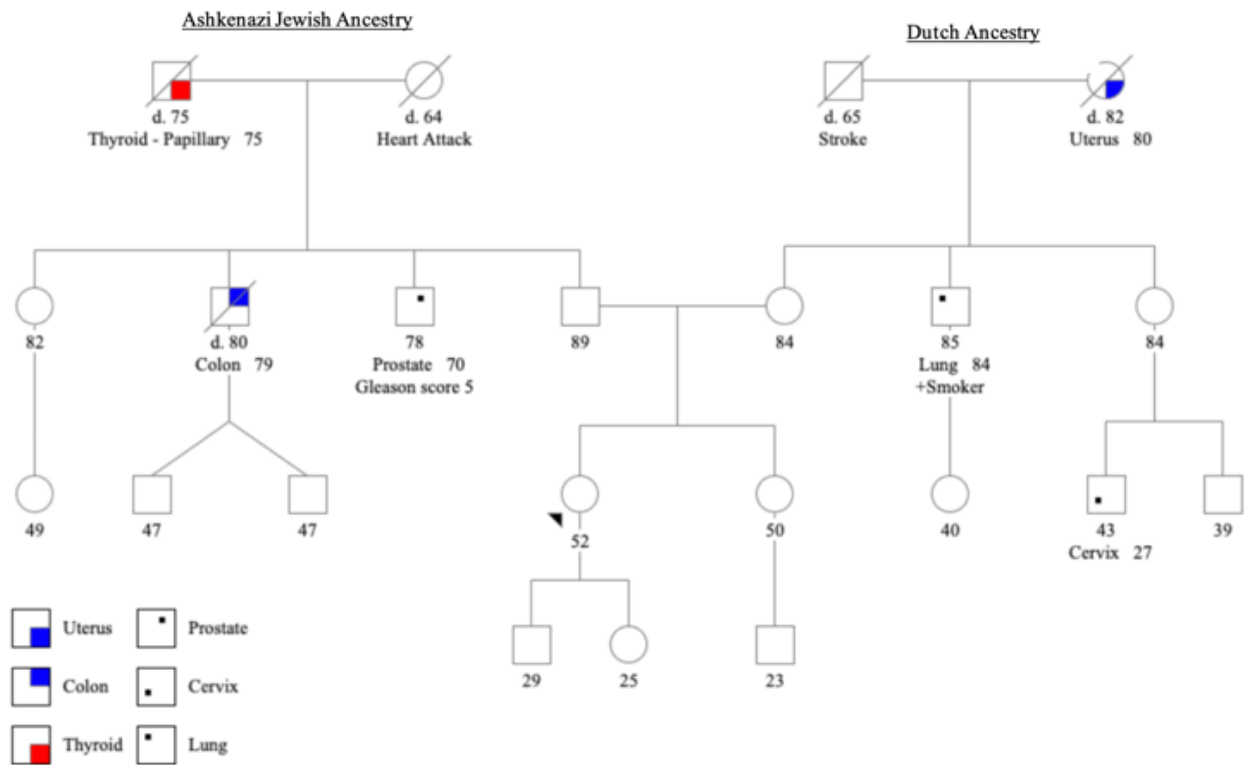 Ashkenazi Jewish Ancestry
Dutch Ancestry
d. 75
Thyroid - Papillary 75
d. 64
Heart Attack
d. 65
Stroke
d. 82
Uterus 80
82
d. 80
Colon 79
78
Prostate 70
Gleason score 5
89
84
85
Lung 84
+Smoker
84
49
47
47
52
50
40
43
Cervix 27
39
29
25
23
Uterus
Prostate
Colon
Cervix
Thyroid
Lung